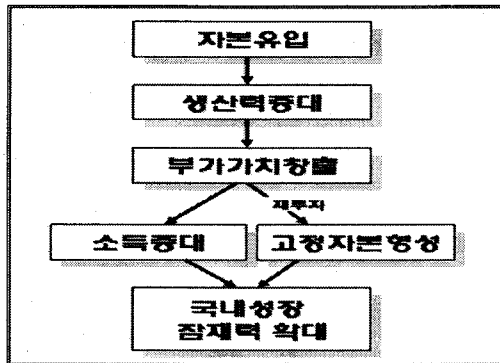 자본유입
생산력증대
부가가치창출
재투자
소득증대
고정자본형성
국내성장
잠재력 확대